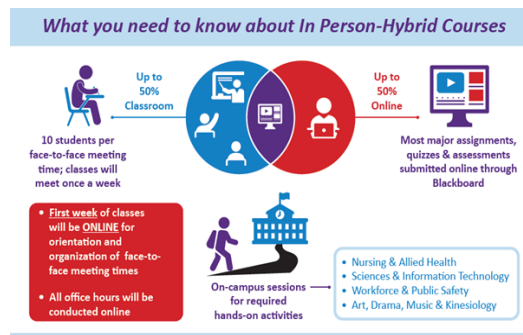 What you need to know about In Person-Hybrid Courses
Up to
50%
Classroom
Up to
50%
Online
10 students per
face-to-face meeting
time; classes will
meet once a week
Most major assignments,
quizzes & assessments
submitted online through
Blackboard
• First week of classes
will be ONLINE for
orientation and
organization of face-to-
face meeting times
• All office hours will be
conducted online
On-campus sessions
for required
hands-on activities
• Nursing & Allied Health
• Sciences & Information Technology
• Workforce & Public Safety
• Art, Drama, Music & Kinesiology